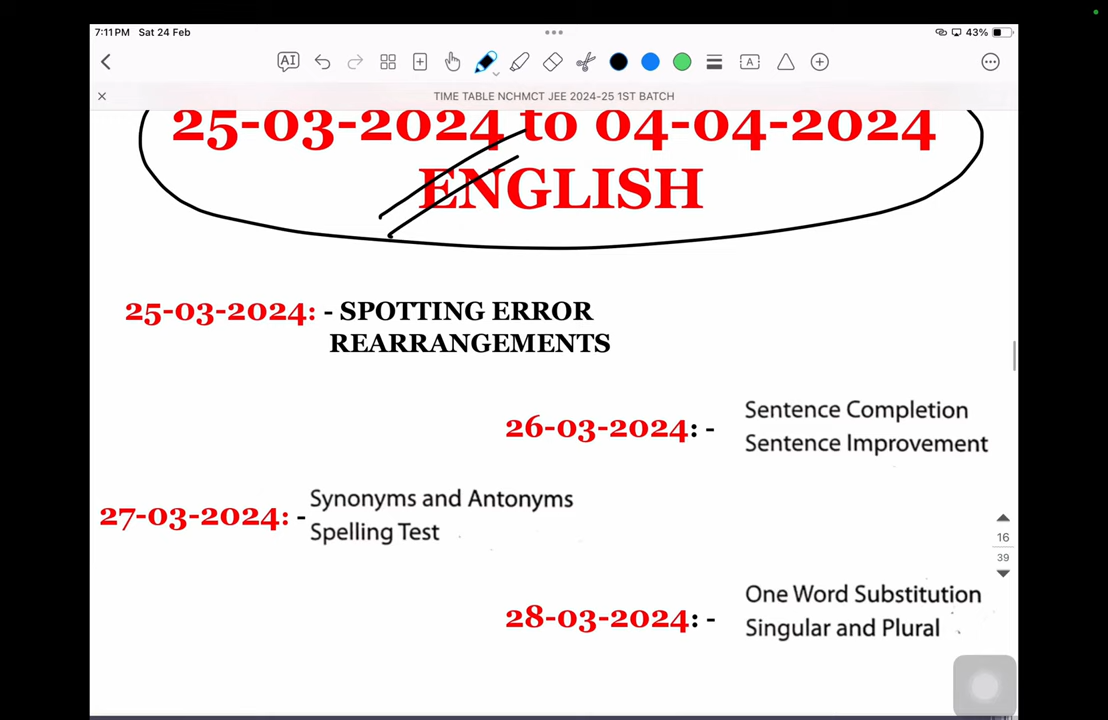 7:11 PM Sat 24 Feb
43%
AI
A
TIME TABLE NCHMCT JEE 2024-25 1ST BATCH
25-03-2024 to 04-04-2024
ENGLISH
25-03-2024: - SPOTTING ERROR
REARRANGEMENTS
26-03-2024: - Sentence Completion
Sentence Improvement
27-03-2024: - Synonyms and Antonyms
Spelling Test
16
39
28-03-2024: - One Word Substitution
Singular and Plural